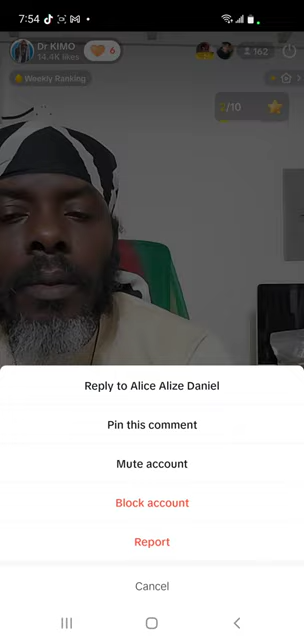 7:54
Dr KIMO
14.4K likes
6
162
Weekly Ranking
2/10
Reply to Alice Alize Daniel
Pin this comment
Mute account
Block account
Report
Cancel